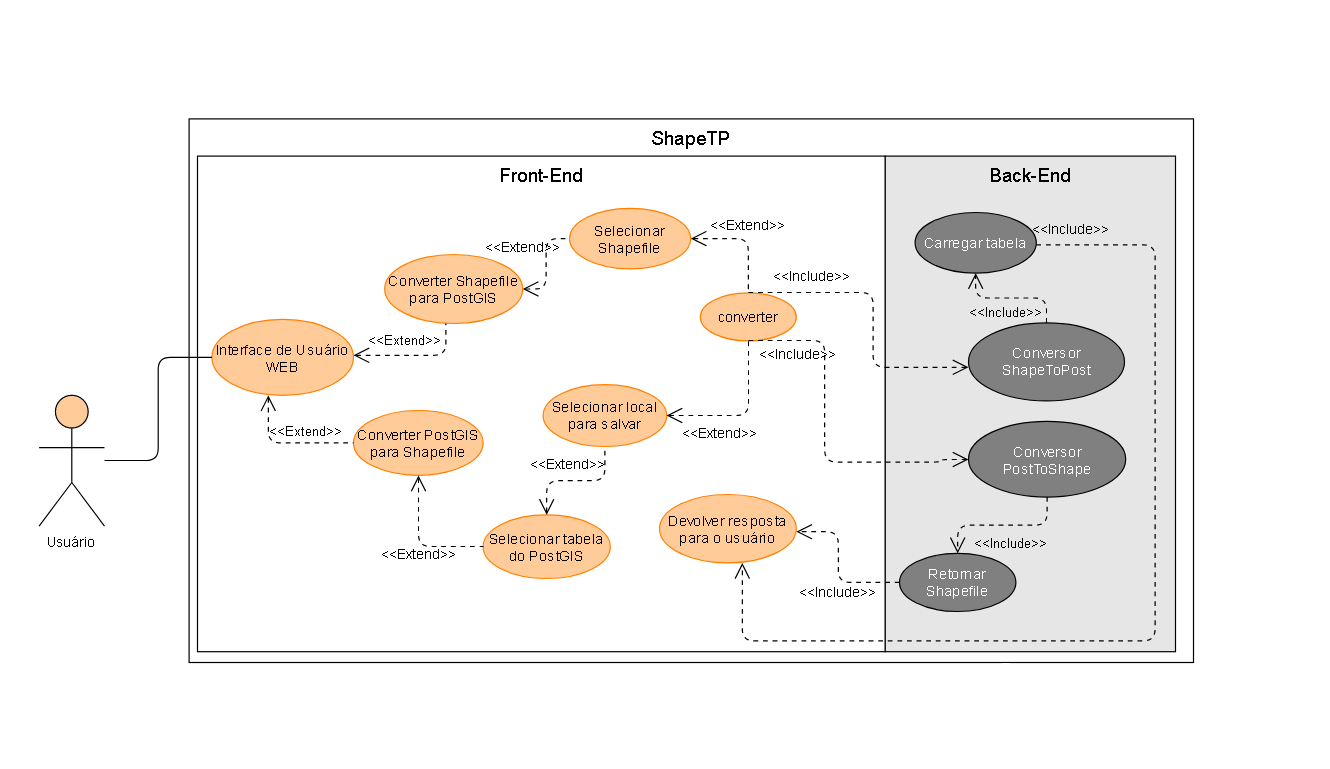 ShapeTP
Front-End
Back-End
Selecionar
Shapefile
<<Extend>>
<<Extend>>
Carregar tabela
<<Include>>
Converter Shapefile
para PostGIS
<<Include>>
converter
<<Include>>
<<Extend>>
Interface de Usuário
WEB
<<Include>>
Conversor
ShapeToPost
Selecionar local
para salvar
<<Extend>>
<<Extend>>
Converter PostGIS
para Shapefile
<<Extend>>
Conversor
PostToShape
Devolver resposta
para o usuário
Selecionar tabela
do PostGIS
<<Extend>>
Usuário
<<Include>>
Retornar
Shapefile
<<Include>>